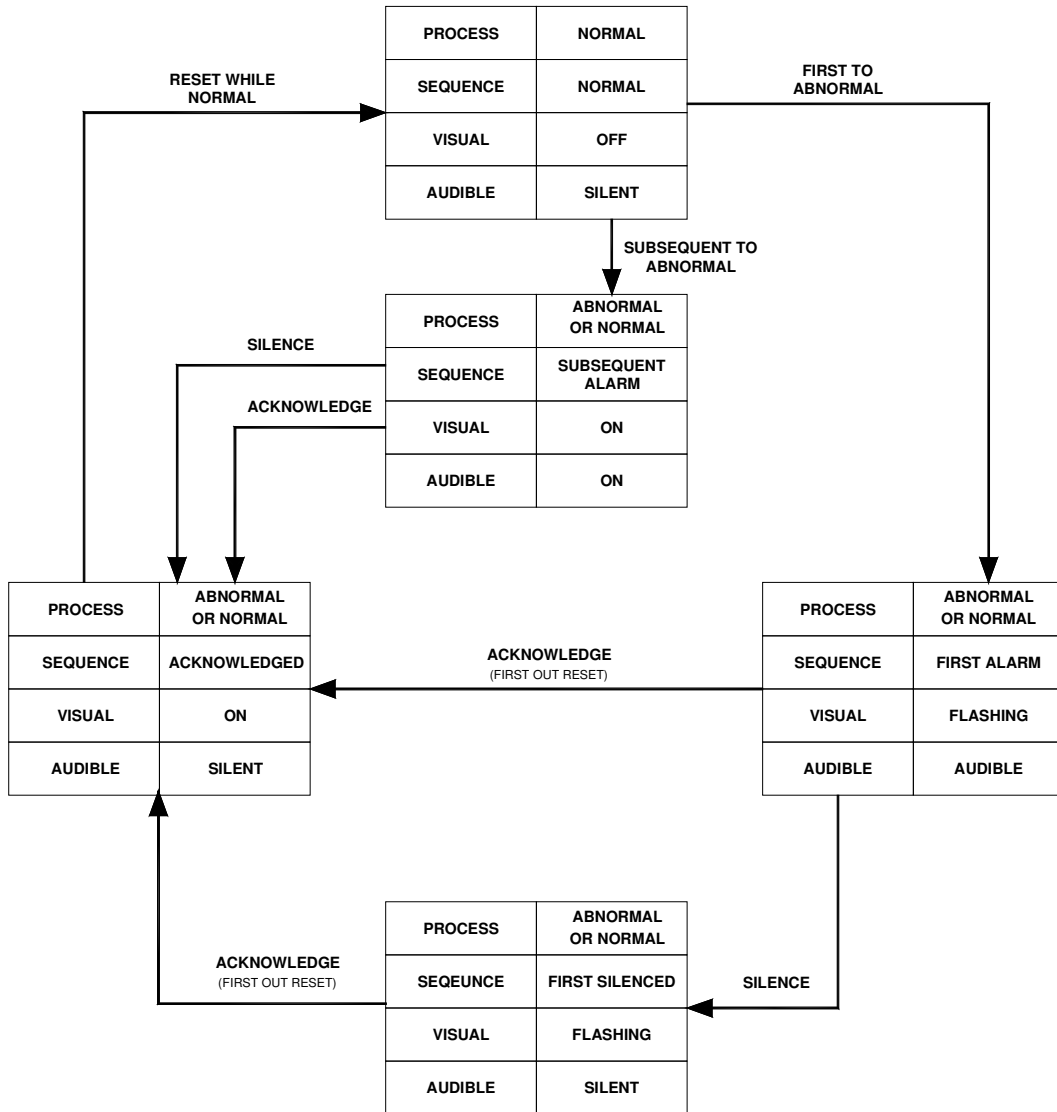 PROCESS NORMAL
SEQUENCE NORMAL
VISUAL OFF
AUDIBLE SILENT
RESET WHILE
NORMAL
FIRST TO
ABNORMAL
SUBSEQUENT TO
ABNORMAL
PROCESS ABNORMAL
OR NORMAL
SEQUENCE SUBSEQUENT
ALARM
VISUAL ON
AUDIBLE ON
SILENCE
ACKNOWLEDGE
PROCESS ABNORMAL
OR NORMAL
SEQUENCE ACKNOWLEDGED
VISUAL ON
AUDIBLE SILENT
ACKNOWLEDGE
(FIRST OUT RESET)
PROCESS ABNORMAL
OR NORMAL
SEQUENCE FIRST ALARM
VISUAL FLASHING
AUDIBLE AUDIBLE
ACKNOWLEDGE
(FIRST OUT RESET)
PROCESS ABNORMAL
OR NORMAL
SEQEUNCE FIRST SILENCED
VISUAL FLASHING
AUDIBLE SILENT
SILENCE